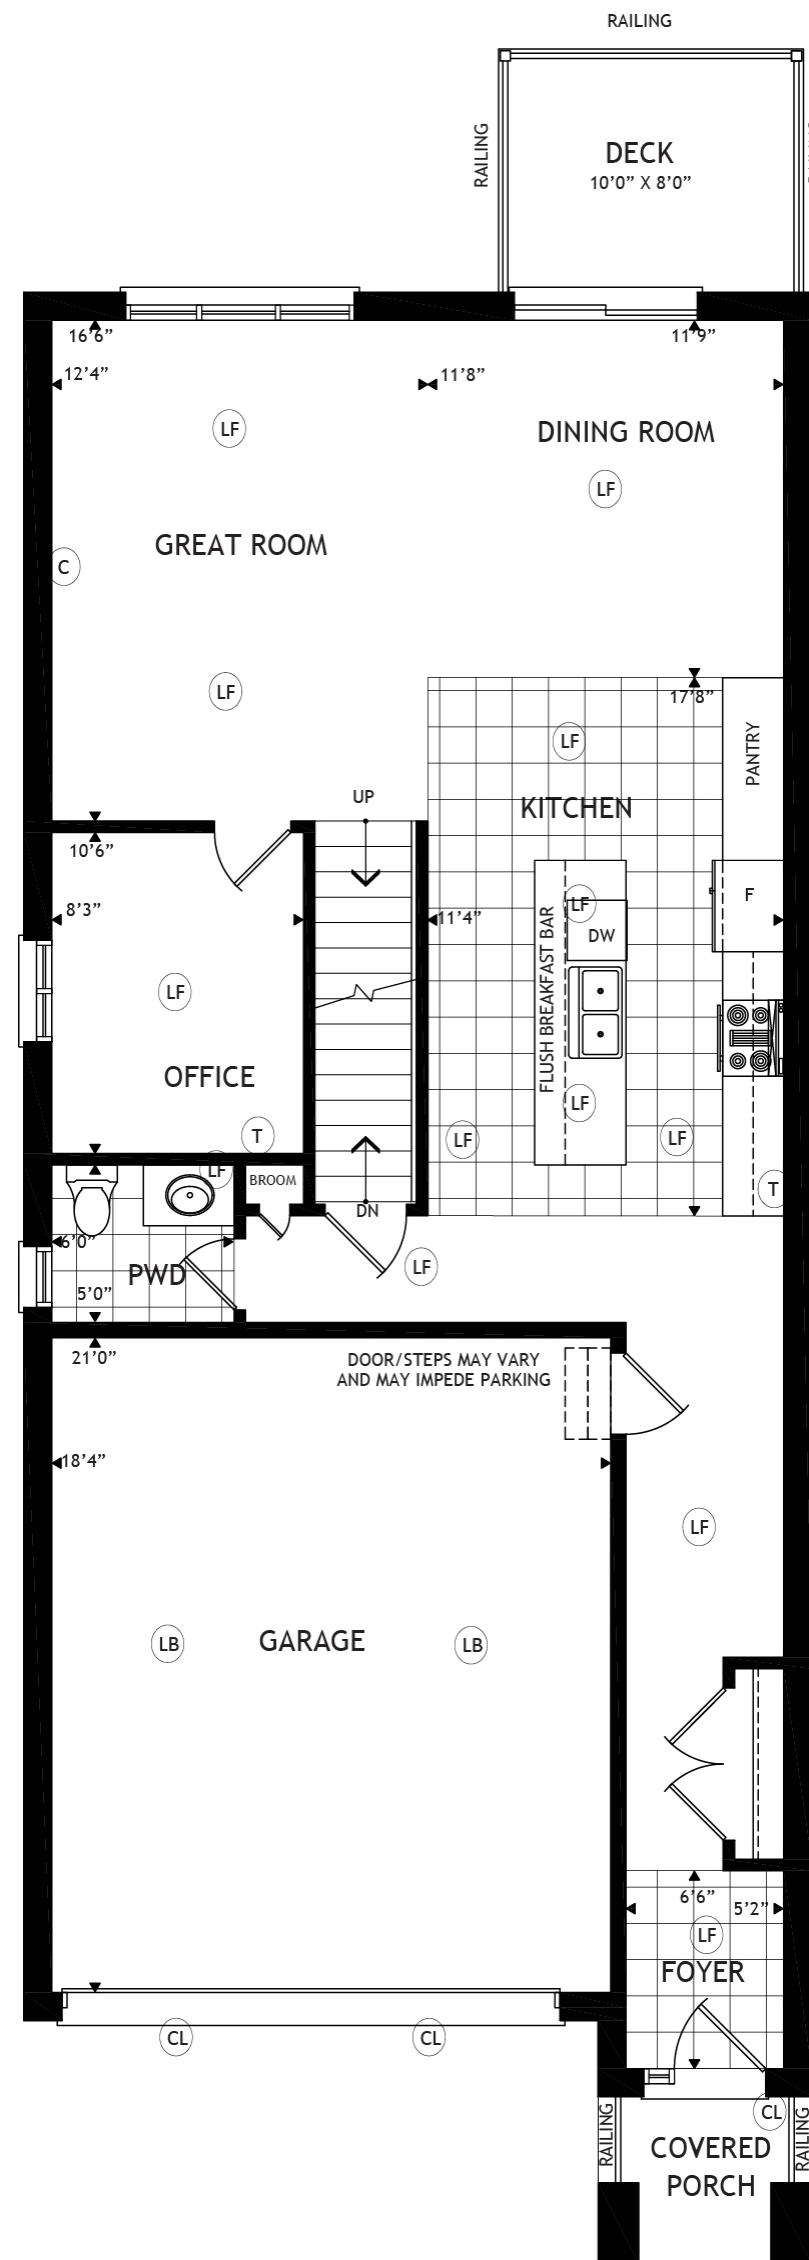 RAILING
RAILING
DECK
10’0” X 8’0”
16’6”
11’9”
12’4”
11’8”
LF
DINING ROOM
LF
GREAT ROOM
C
LF
17’8”
LF
PANTRY
UP
KITCHEN
10’6”
8’3”
11’4”
LF
F
DW
FLUSH BREAKFAST BAR
LF
OFFICE
LF
T
LF
LF
LF
BROOM
T
DN
6’0”
PWD
LF
5’0”
21’0”
DOOR/STEPS MAY VARY
AND MAY IMPEDE PARKING
18’4”
LF
LB
GARAGE
LB
6’6”
5’2”
LF
FOYER
CL
CL
CL
RAILING
RAILING
COVERED
PORCH